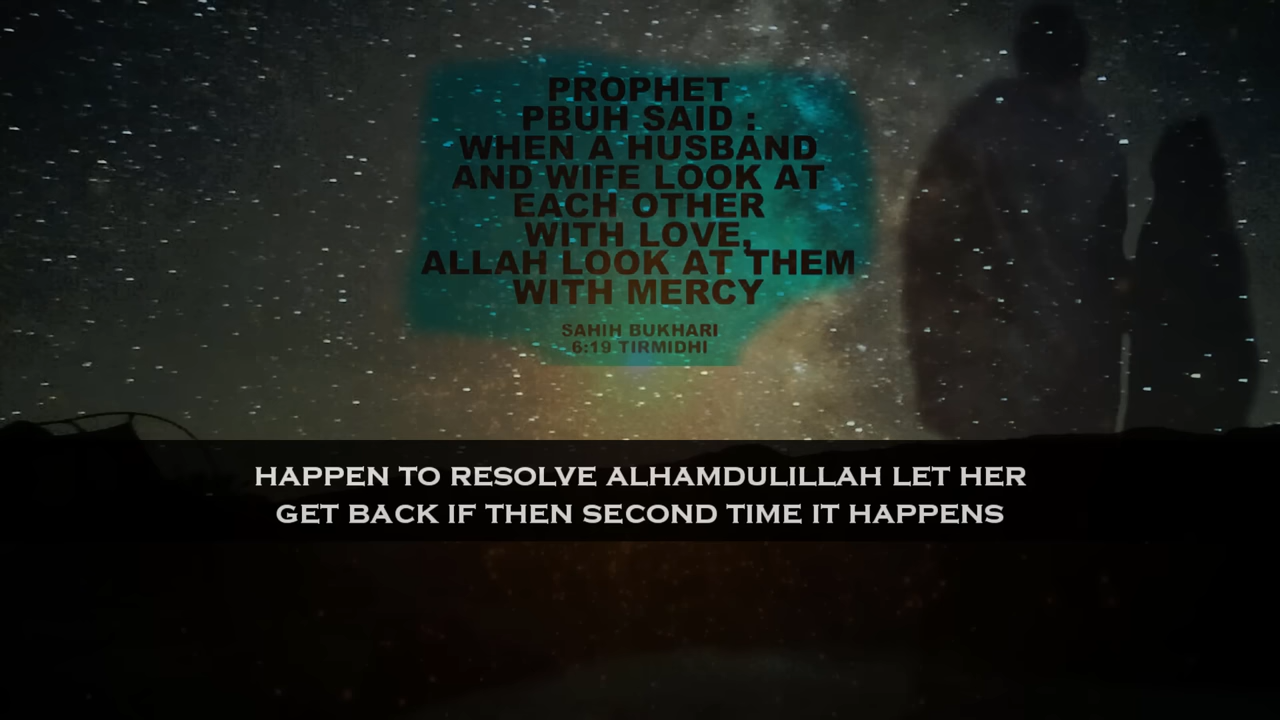 PROPHET
PBUH SAID :
WHEN A HUSBAND
AND WIFE LOOK AT
EACH OTHER
WITH LOVE,
ALLAH LOOK AT THEM
WITH MERCY
SAHIH BUKHARI
6:19 TIRMIDHI
HAPPEN TO RESOLVE ALHAMDULILLAH LET HER
GET BACK IF THEN SECOND TIME IT HAPPENS